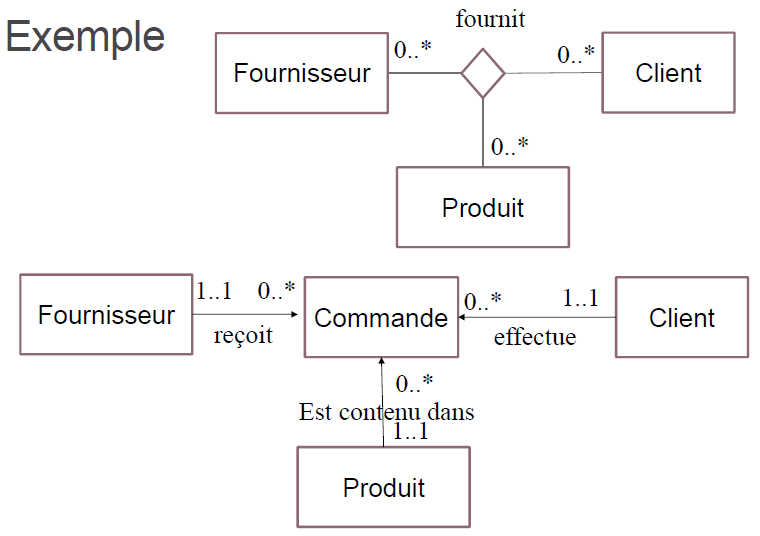 Exemple
fournit
Fournisseur
0..*
0..*
Client
0..*
Produit
Fournisseur
1..1
0..*
reçoit
Commande
0..*
1..1
effectue
Client
0..*
Est contenu dans
1..1
Produit